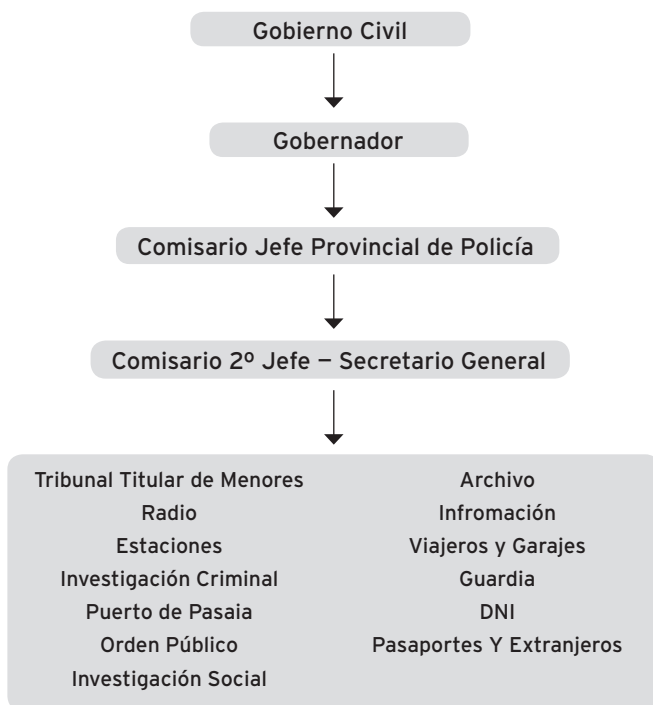 Gobierno Civil
Gobernador
Comisario Jefe Provincial de Policía
Comisario 2º Jefe – Secretario General
Tribunal Titular de Menores
Radio
Estaciones
Investigación Criminal
Puerto de Pasaia
Orden Público
Investigación Social
Archivo
Infromación
Viajeros y Garajes
Guardia
DNI
Pasaportes Y Extranjeros